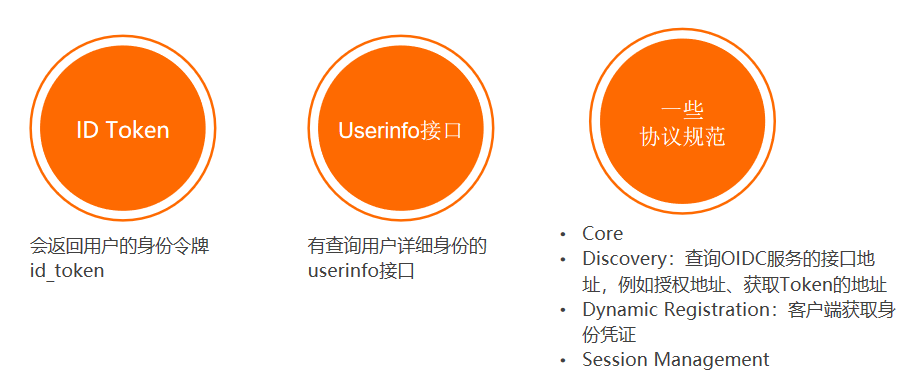 ID Token
会返回用户的身份令牌
id_token
Userinfo接口
有查询用户详细身份的
userinfo接口
一些
协议规范
• Core
• Discovery：查询OIDC服务的接口地
址，例如授权地址、获取Token的地址
• Dynamic Registration：客户端获取身
份凭证
• Session Management